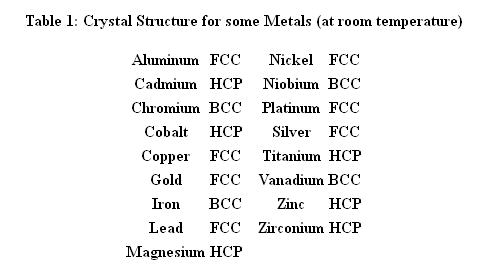 Table 1: Crystal Structure for some Metals (at room temperature)
Aluminum FCC Nickel FCC
Cadmium HCP Niobium BCC
Chromium BCC Platinum FCC
Cobalt HCP Silver FCC
Copper FCC Titanium HCP
Gold FCC Vanadium BCC
Iron BCC Zinc HCP
Lead FCC Zirconium HCP
Magnesium HCP